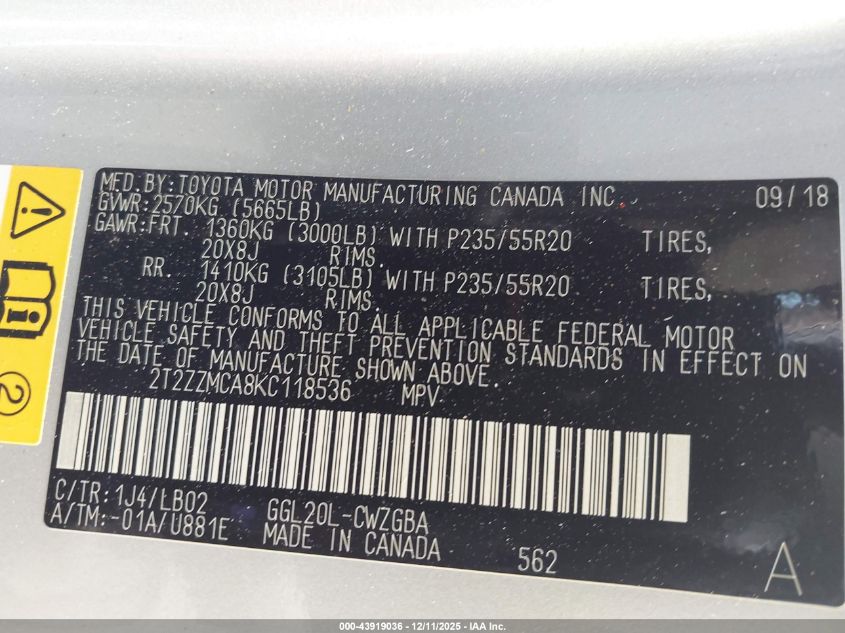 MFD.BY:TOYOTA MOTOR MANUFACTURING CANADA INC. 09/18
GVWR:2570KG (5665LB)
GAWR:FRT. 1360KG (3000LB) WITH P235/55R20 TIRES,
20X8J RIMS.
RR. 1410KG (3105LB) WITH P235/55R20 TIRES,
20X8J RIMS.
THIS VEHICLE CONFORMS TO ALL APPLICABLE FEDERAL MOTOR
VEHICLE SAFETY AND THEFT PREVENTION STANDARDS IN EFFECT ON
THE DATE OF MANUFACTURE SHOWN ABOVE.
2T2ZZMCA8KC118536 MPV
C/TR:1J4/LB02 GGL20L-CWZGBA
A/TM:-01A/U881E MADE IN CANADA 562
A
2
000-43919036 - 12/11/2025 - IAA Inc.